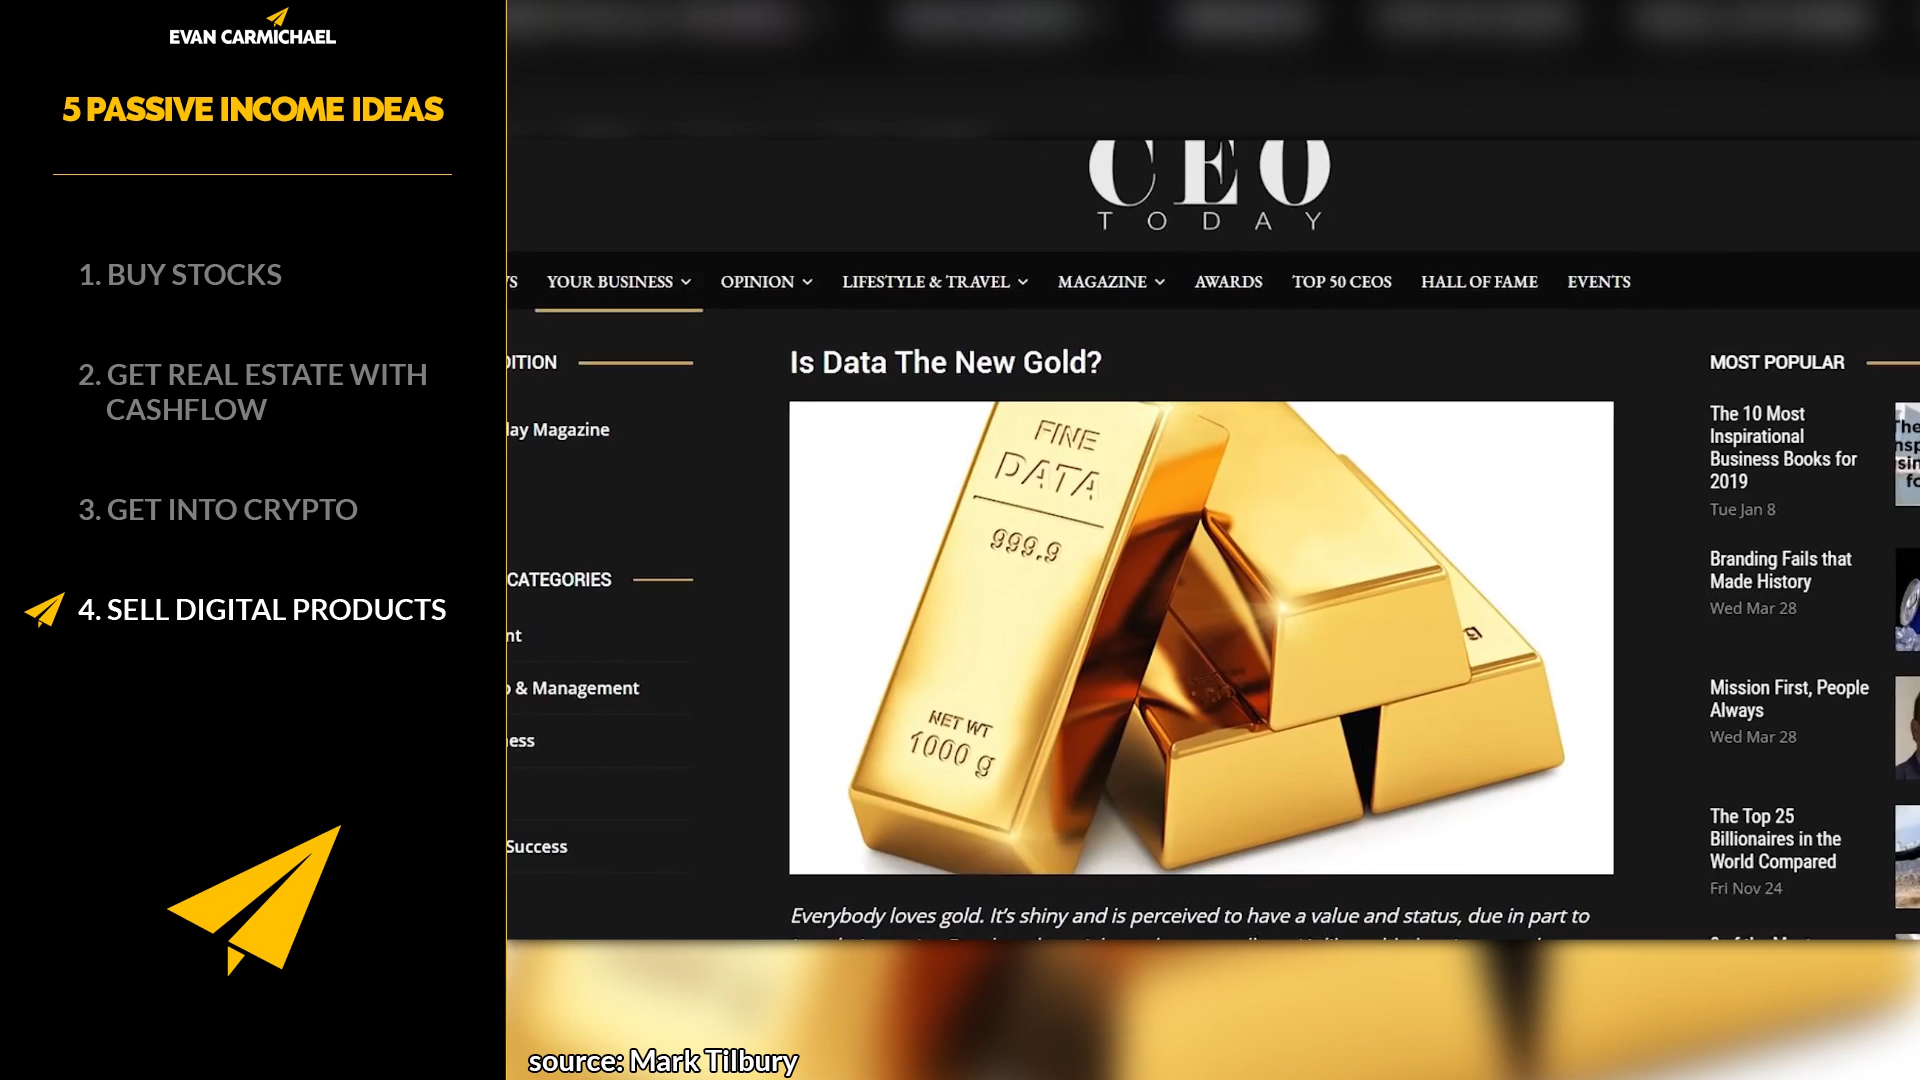 EVAN CARMICHAEL
5 PASSIVE INCOME IDEAS
1. BUY STOCKS
2. GET REAL ESTATE WITH
CASHFLOW
3. GET INTO CRYPTO
4. SELL DIGITAL PRODUCTS
CEO
TODAY
YOUR BUSINESS
OPINION
LIFESTYLE & TRAVEL
MAGAZINE
AWARDS
TOP 50 CEOS
HALL OF FAME
EVENTS
Magazine
CATEGORIES
& Management
Success
Is Data The New Gold?
FINE
DATA
999.9
NET WT
1000 g
Everybody loves gold. It's shiny and is perceived to have a value and status, due in part to
MOST POPULAR
The 10 Most
Inspirational
Business Books for
2019
Tue Jan 8
Branding Fails that
Made History
Wed Mar 28
Mission First, People
Always
Wed Mar 28
The Top 25
Billionaires in the
World Compared
Fri Nov 24
source: Mark Tilbury